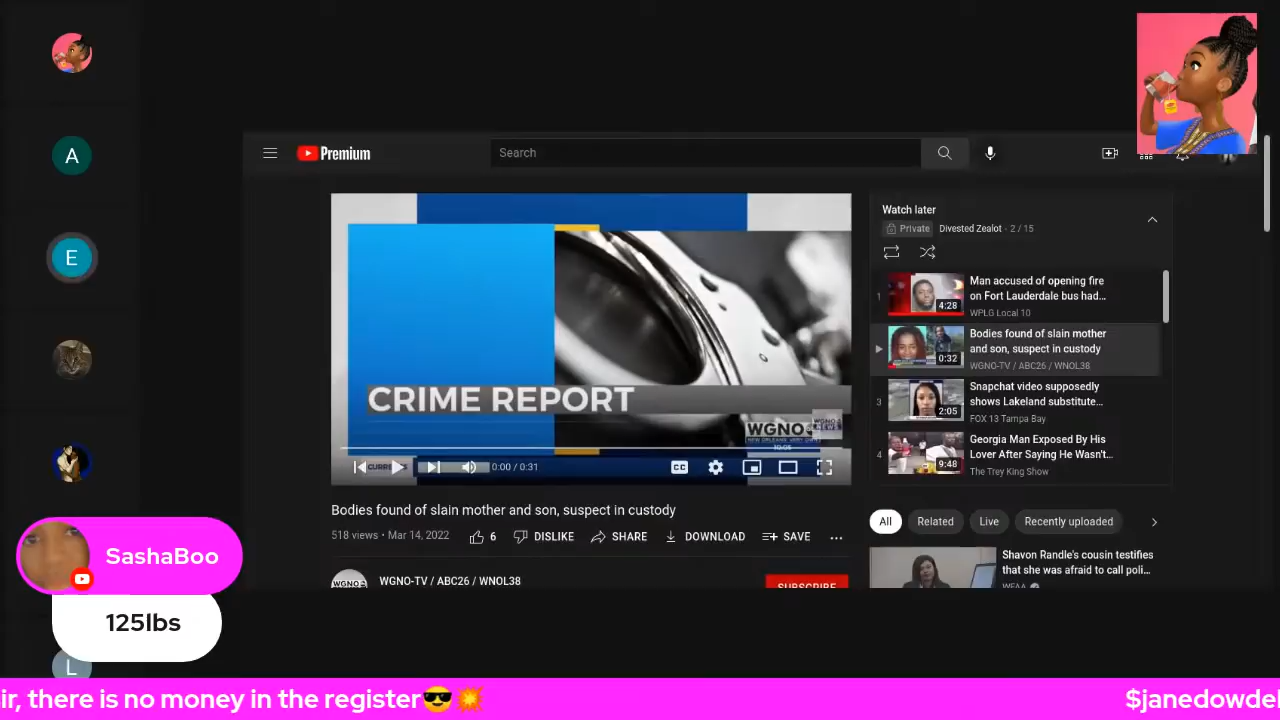 A
E
SashaBoo
125lbs
L
Premium
Search
CRIME REPORT
WGNO
0:00 / 0:31
CC
Bodies found of slain mother and son, suspect in custody
518 views • Mar 14, 2022
6
DISLIKE
SHARE
DOWNLOAD
SAVE
WGNO-TV / ABC26 / WNOL38
SUBSCRIBE
Watch later
Private
Divested Zealot - 2 / 15
1
4:28
Man accused of opening fire
on Fort Lauderdale bus had...
WPLG Local 10
0:32
Bodies found of slain mother
and son, suspect in custody
WGNO-TV / ABC26 / WNOL38
3
2:05
Snapchat video supposedly
shows Lakeland substitute...
FOX 13 Tampa Bay
4
9:48
Georgia Man Exposed By His
Lover After Saying He Wasn't...
The Trey King Show
All
Related
Live
Recently uploaded
Shavon Randle's cousin testifies
that she was afraid to call poli...
WFAA
ir, there is no money in the register😎💥
$janedowdel